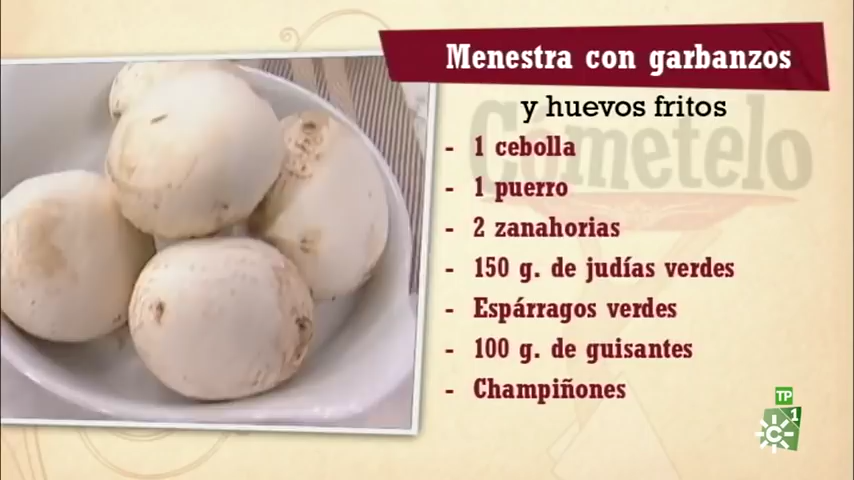 Menestra con garbanzos
y huevos fritos
Cómetelo
- 1 cebolla
- 1 puerro
- 2 zanahorias
- 150 g. de judías verdes
- Espárragos verdes
- 100 g. de guisantes
- Champiñones
TP
1